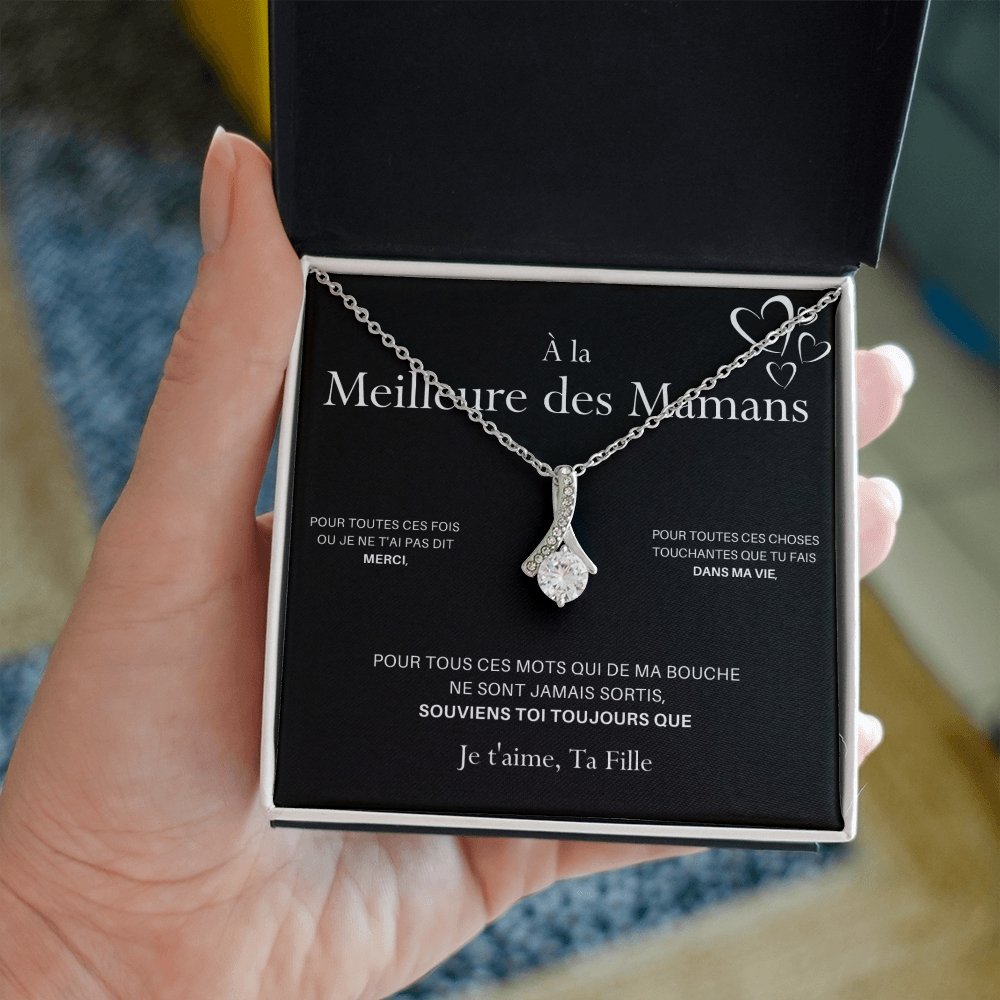 À la
Meilleure des Mamans
POUR TOUTES CES FOIS
OU JE NE T'AI PAS DIT
MERCI,
POUR TOUTES CES CHOSES
TOUCHANTES QUE TU FAIS
DANS MA VIE,
POUR TOUS CES MOTS QUI DE MA BOUCHE
NE SONT JAMAIS SORTIS,
SOUVIENS TOI TOUJOURS QUE
Je t'aime, Ta Fille